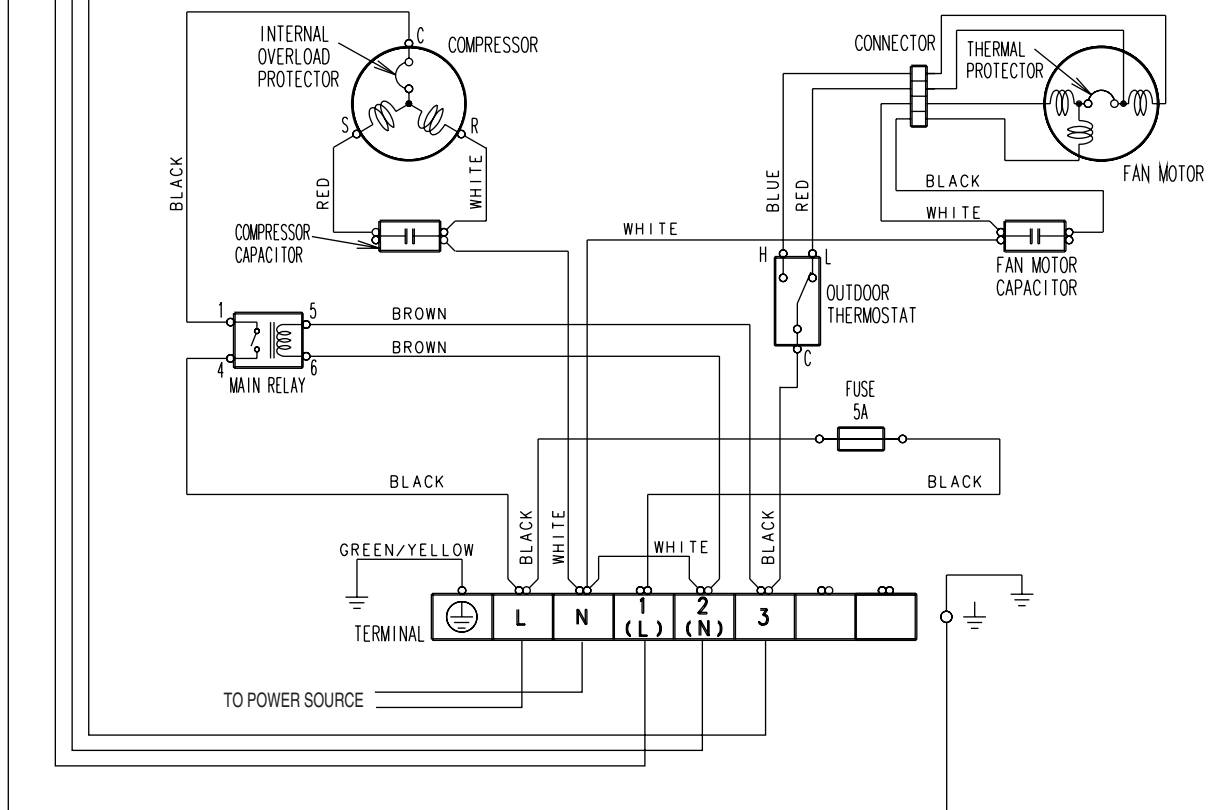 INTERNAL
OVERLOAD
PROTECTOR
C
COMPRESSOR
S
R
CONNECTOR
THERMAL
PROTECTOR
FAN MOTOR
BLACK
RED
WHITE
BLUE
RED
BLACK
WHITE
COMPRESSOR
CAPACITOR
WHITE
H
L
FAN MOTOR
CAPACITOR
OUTDOOR
THERMOSTAT
C
1
5
BROWN
BROWN
4
6
MAIN RELAY
FUSE
5A
BLACK
BLACK
BLACK
WHITE
WHITE
BLACK
GREEN/YELLOW
TERMINAL
L
N
1
(L)
2
(N)
3
TO POWER SOURCE